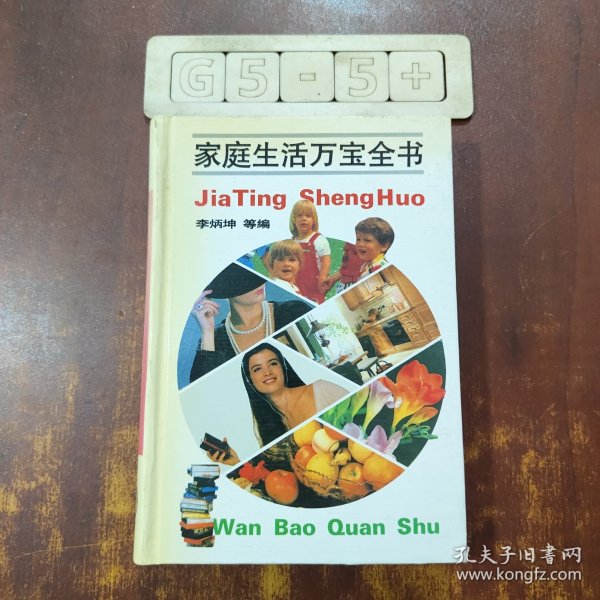 G5-5+
家庭生活万宝全书
JiaTing ShengHuo
李炳坤 等编
Wan Bao Quan Shu
孔夫子旧书网
www.kongfz.com